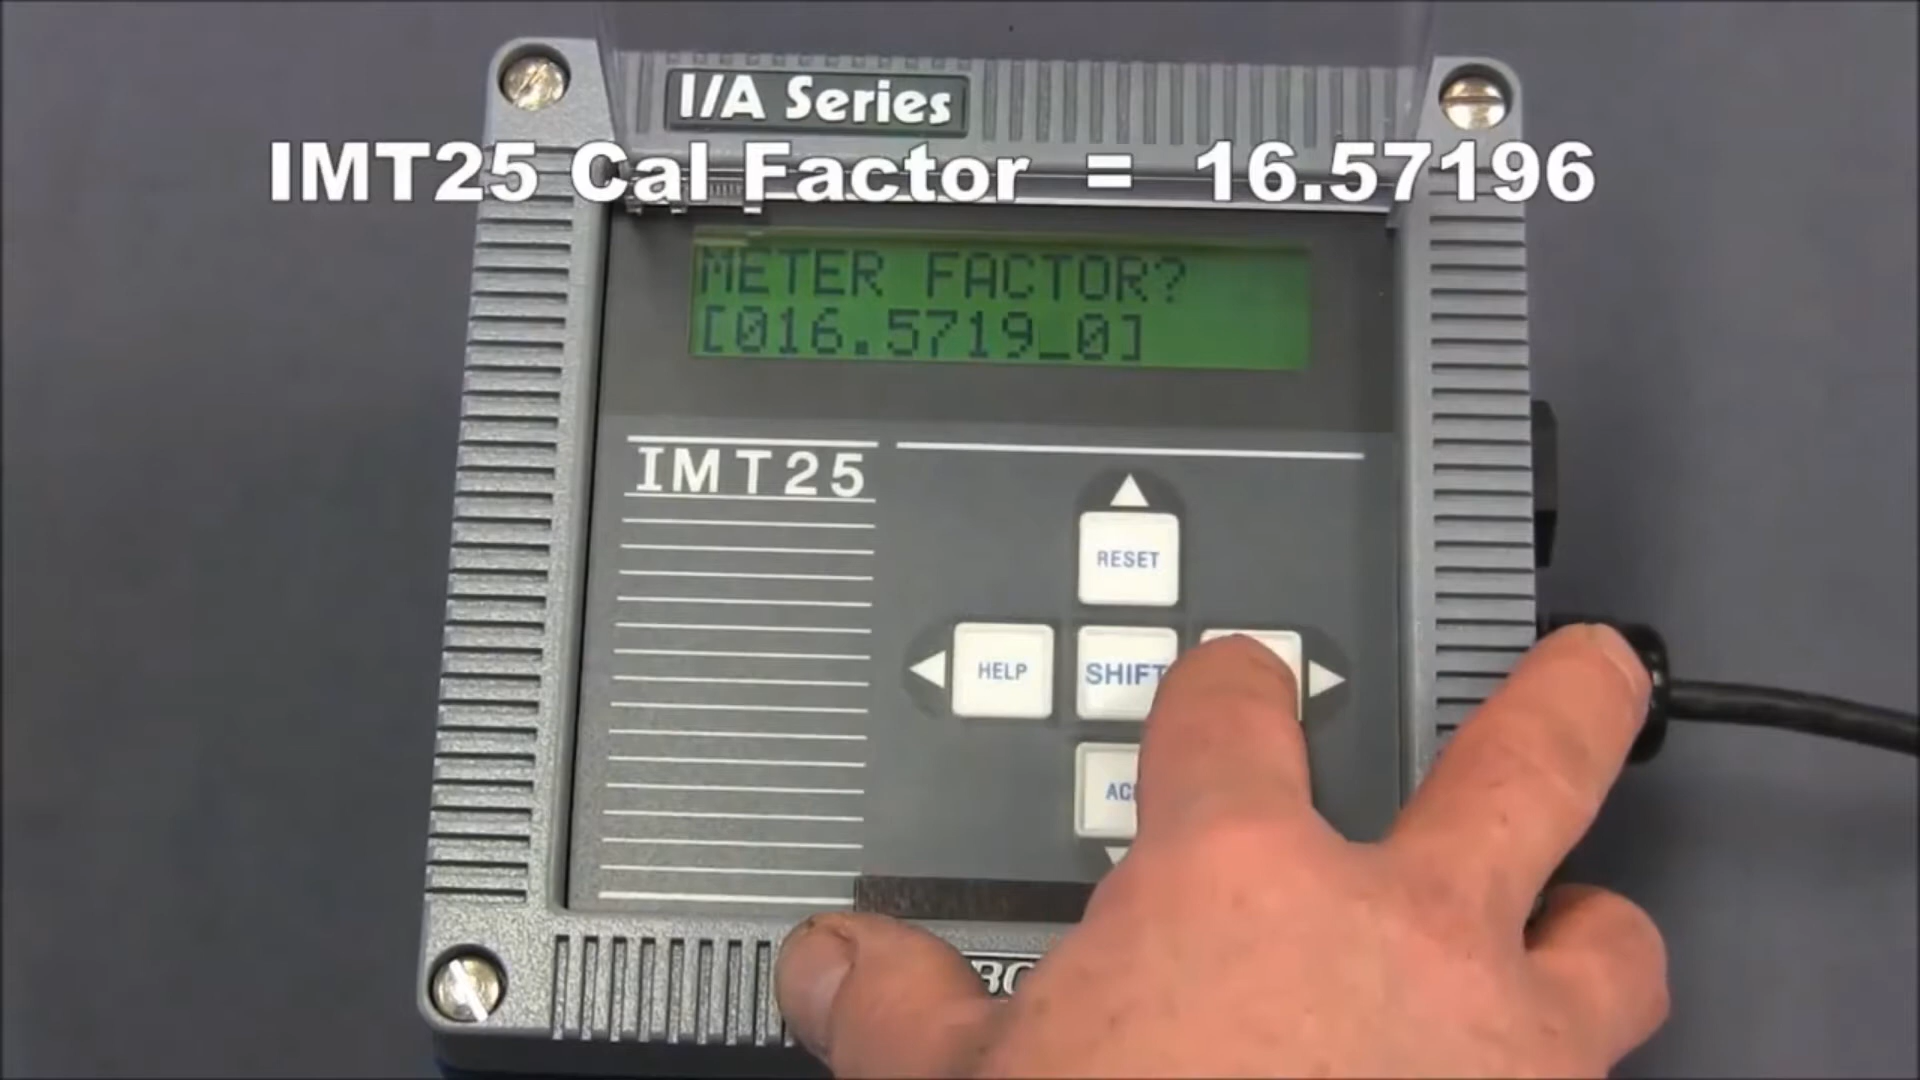 I/A Series
IMT25 Cal Factor = 16.57196
METER FACTOR?
[016.5719_0]
IMT25
RESET
HELP
SHIFT